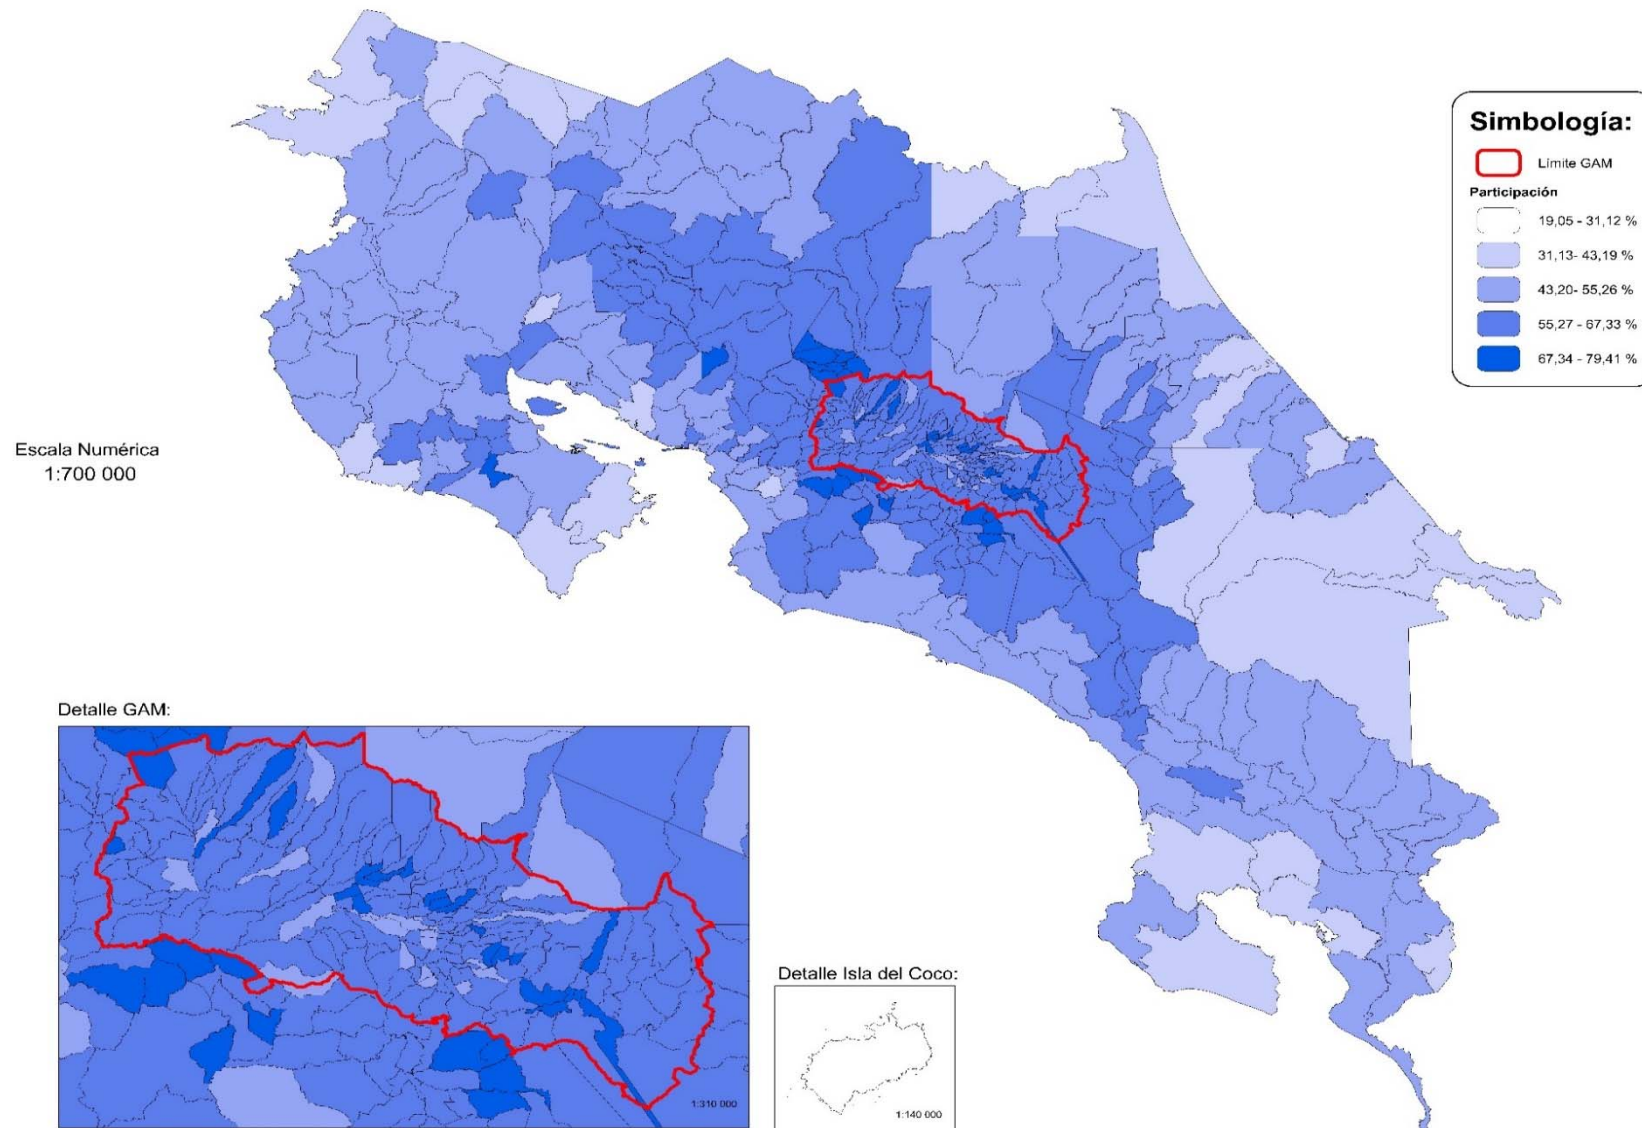 Simbología:
Límite GAM
Participación
19,05 - 31,12 %
31,13- 43,19 %
43,20- 55,26 %
55,27 - 67,33 %
67,34 - 79,41 %
Escala Numérica
1:700 000
Detalle GAM:
1:310 000
Detalle Isla del Coco:
1:140 000